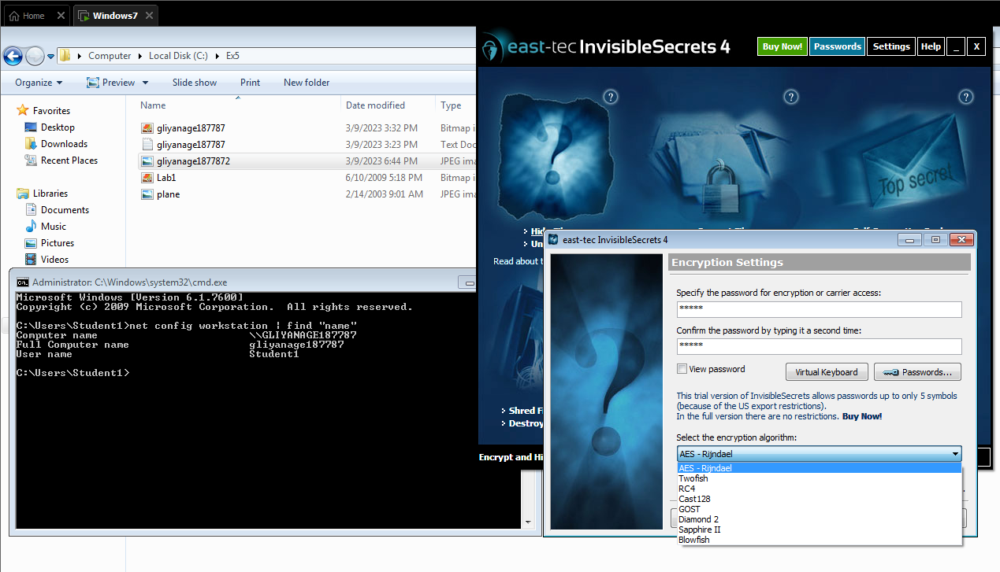 Home
Windows7
Computer ▸ Local Disk (C:) ▸ Ex5
Organize Preview Slide show Print New folder
Favorites
Desktop
Downloads
Recent Places
Libraries
Documents
Music
Pictures
Videos
Name Date modified Type
gliyanage187787 3/9/2023 3:32 PM Bitmap i
gliyanage187787 3/9/2023 3:23 PM Text Doc
gliyanage1877872 3/9/2023 6:44 PM JPEG ima
Lab1 6/10/2009 5:18 PM Bitmap i
plane 2/14/2003 9:01 AM JPEG ima
Administrator: C:\Windows\system32\cmd.exe
Microsoft Windows [Version 6.1.7600]
Copyright (c) 2009 Microsoft Corporation. All rights reserved.
C:\Users\Student1>net config workstation | find "name"
Computer name \\GLIYANAGE187787
Full Computer name gliyanage187787
User name Student1
C:\Users\Student1>
east-tec InvisibleSecrets 4
Buy Now! Passwords Settings Help _ X
? ? ?
Top secret
Un
Read about t
Shred F
Destroy
Encrypt and Hi
east-tec InvisibleSecrets 4
Encryption Settings
Specify the password for encryption or carrier access:
*****
Confirm the password by typing it a second time:
*****
View password
Virtual Keyboard Passwords...
This trial version of InvisibleSecrets allows passwords up to only 5 symbols
(because of the US export restrictions).
In the full version there are no restrictions. Buy Now!
Select the encryption algorithm:
AES - Rijndael
AES - Rijndael
Twofish
RC4
Cast128
GOST
Diamond 2
Sapphire II
Blowfish